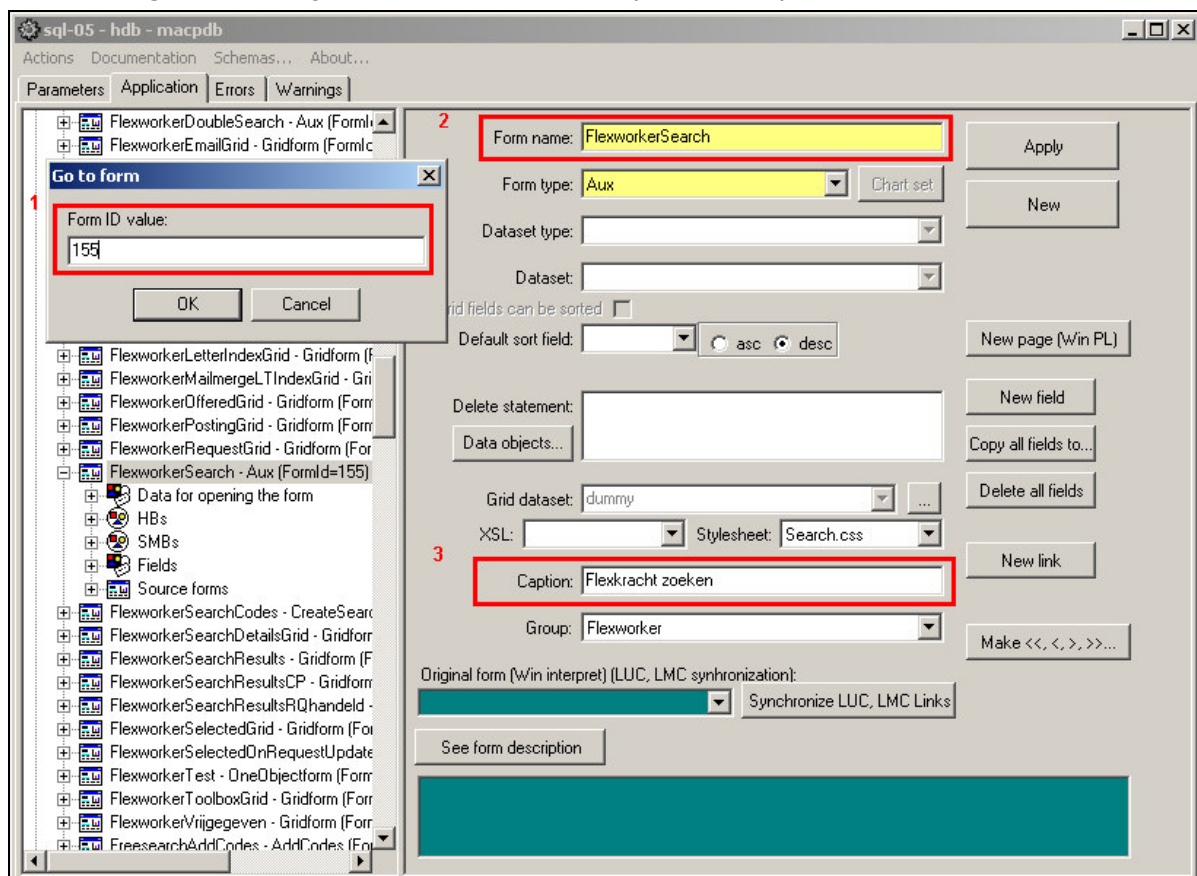 sql-05 - hdb - macpdb
Actions Documentation Schemas... About...
Parameters Application Errors Warnings
FlexworkerDoubleSearch - Aux (FormI
FlexworkerEmailGrid - Gridform (FormIc
Go to form
1
Form ID value:
155
OK Cancel
FlexworkerLetterIndexGrid - Gridform (F
FlexworkerMailmergeLTIndexGrid - Gri
FlexworkerOfferedGrid - Gridform (Form
FlexworkerPostingGrid - Gridform (Form
FlexworkerRequestGrid - Gridform (For
FlexworkerSearch - Aux (FormId=155)
Data for opening the form
HBs
SMBs
Fields
Source forms
FlexworkerSearchCodes - CreateSearc
FlexworkerSearchDetailsGrid - Gridforr
FlexworkerSearchResults - Gridform (F
FlexworkerSearchResultsCP - Gridform
FlexworkerSearchResultsRQhandeld -
FlexworkerSelectedGrid - Gridform (For
FlexworkerSelectedOnRequestUpdate
FlexworkerTest - OneObjectform (Form
FlexworkerToolboxGrid - Gridform (Forr
FlexworkerVrijgegeven - Gridform (Forr
FreesearchAddCodes - AddCodes (For
2
Form name: FlexworkerSearch
Form type: Aux Chart set
Dataset type:
Dataset:
rid fields can be sorted
Default sort field: asc desc
Delete statement:
Data objects...
Grid dataset: dummy ...
XSL: Stylesheet: Search.css
3
Caption: Flexkracht zoeken
Group: Flexworker
Original form (Win interpret) (LUC, LMC synhronization):
Synchronize LUC, LMC Links
See form description
Apply
New
New page (Win PL)
New field
Copy all fields to...
Delete all fields
New link
Make <<, <, >, >>...